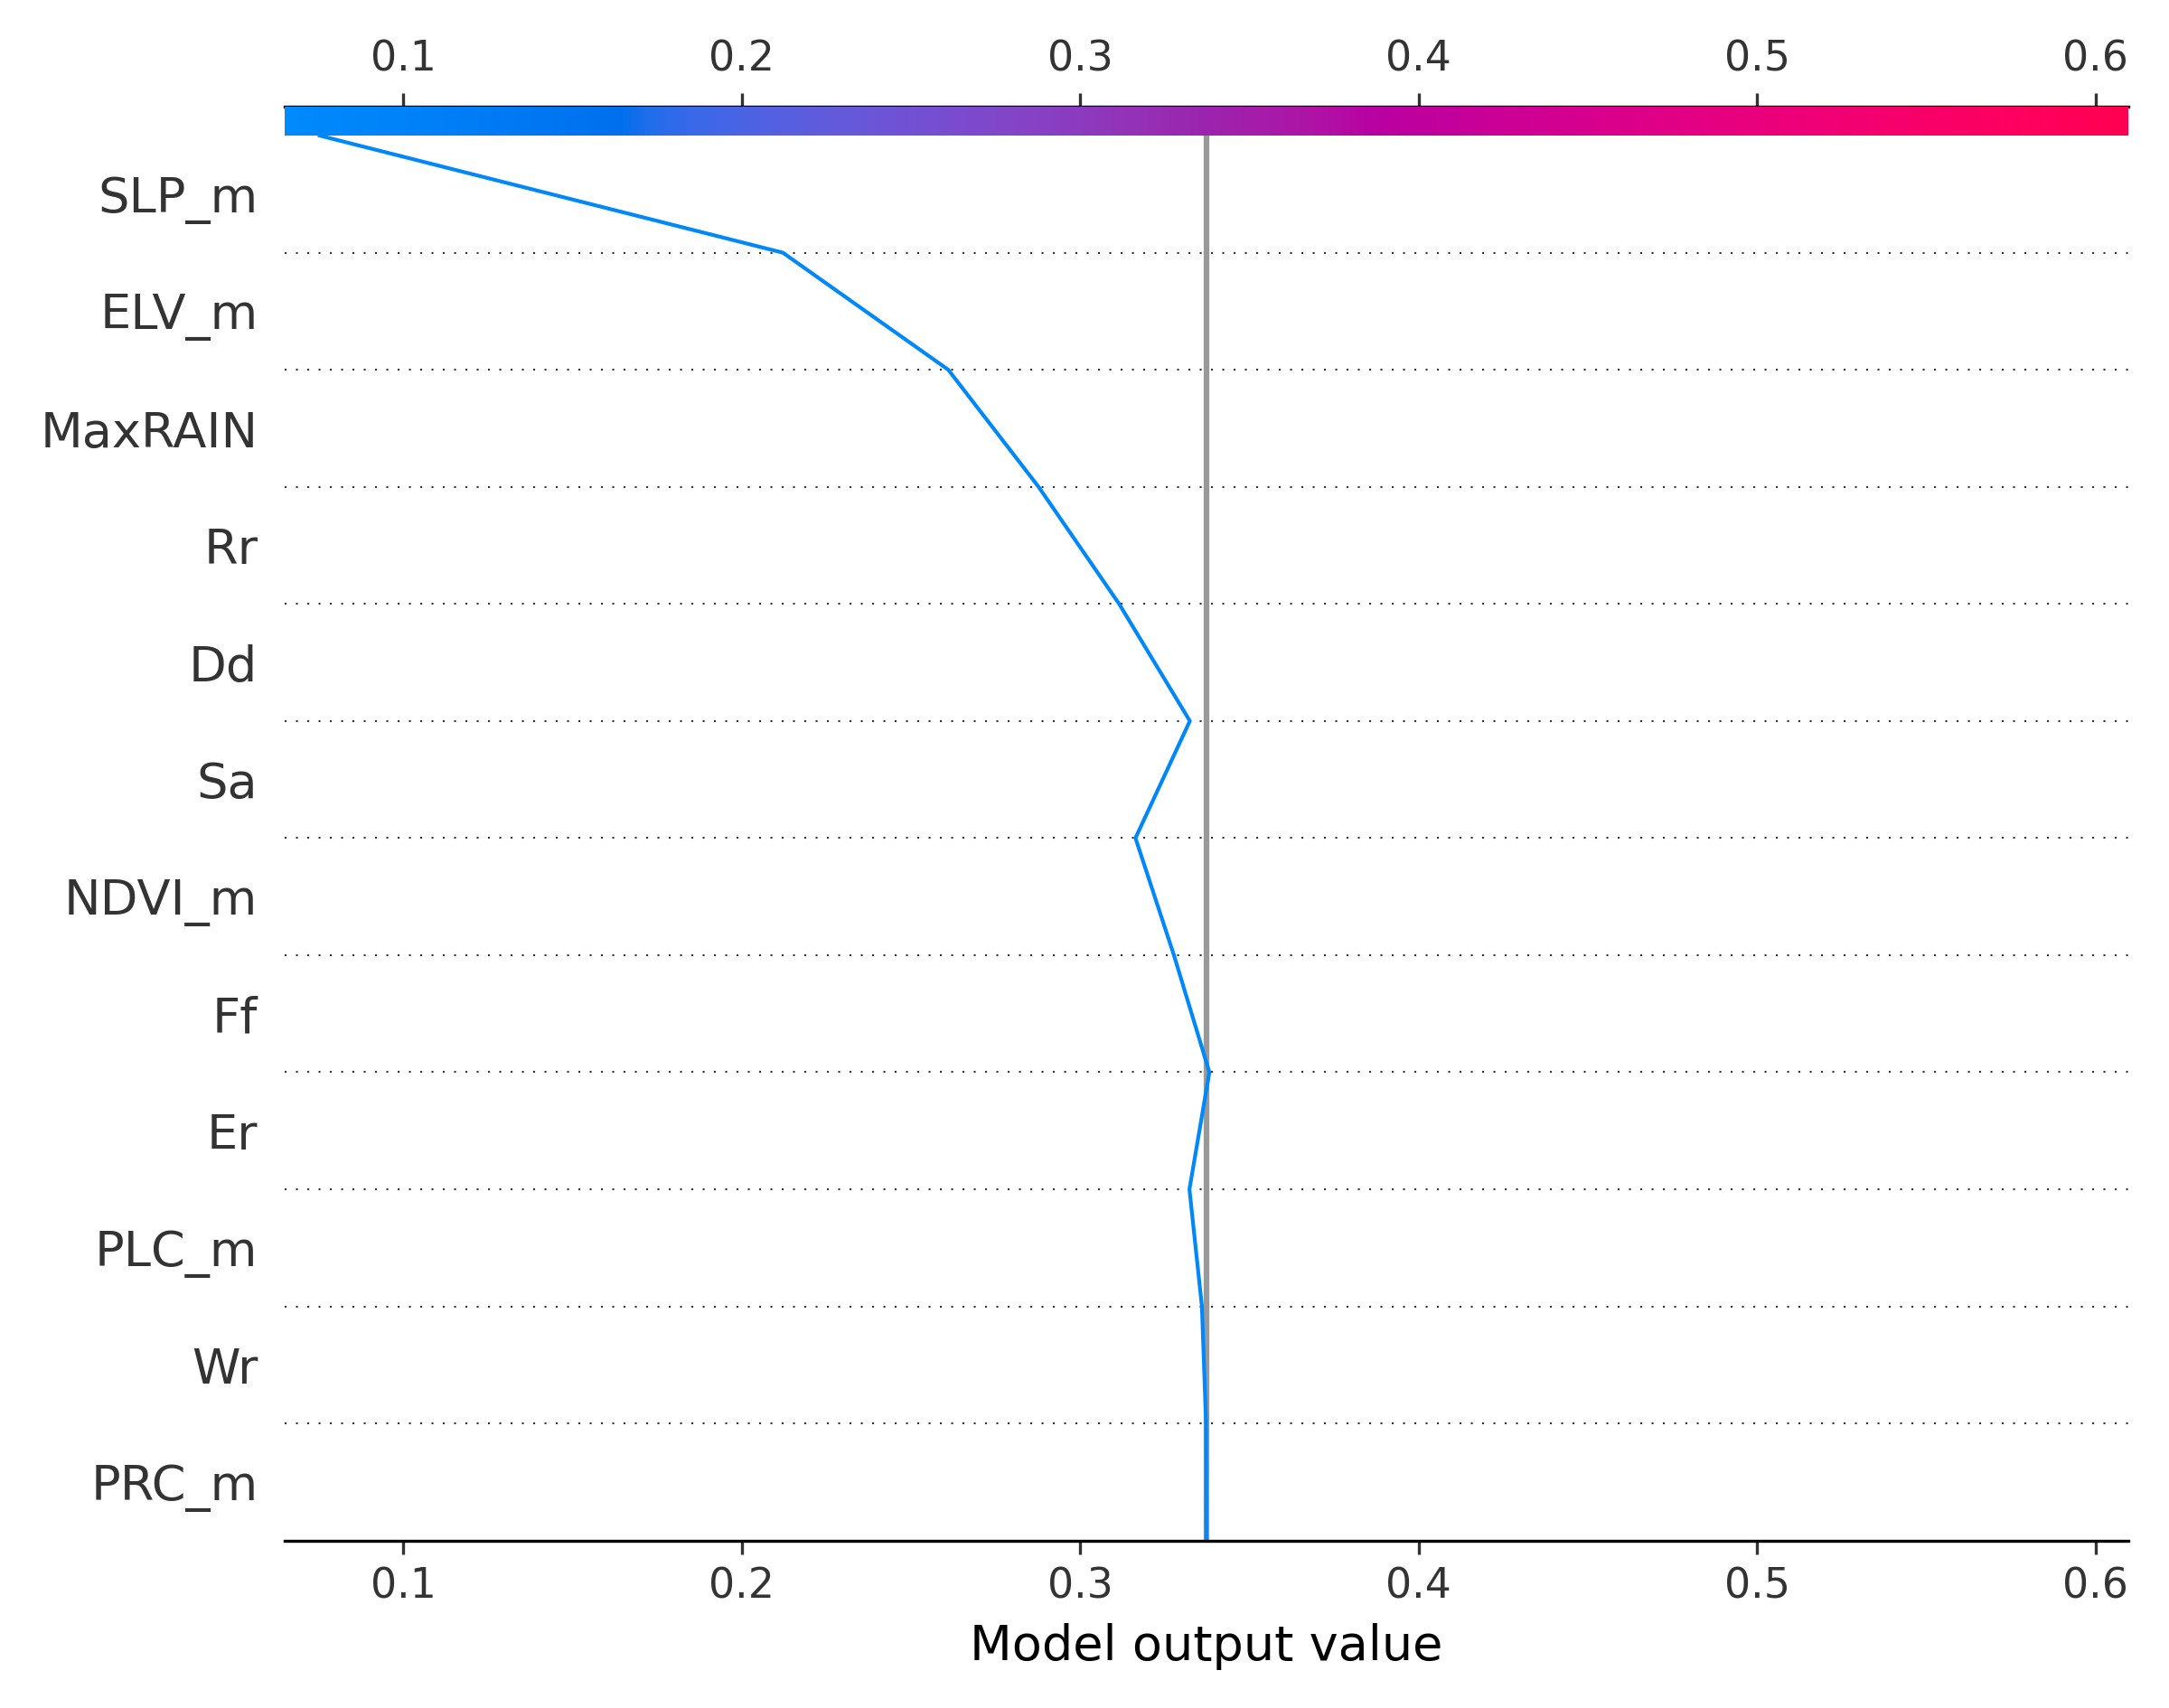 0.1 0.2 0.3 0.4 0.5 0.6
SLP_m
ELV_m
MaxRAIN
Rr
Dd
Sa
NDVI_m
Ff
Er
PLC_m
Wr
PRC_m
0.1 0.2 0.3 0.4 0.5 0.6
Model output value